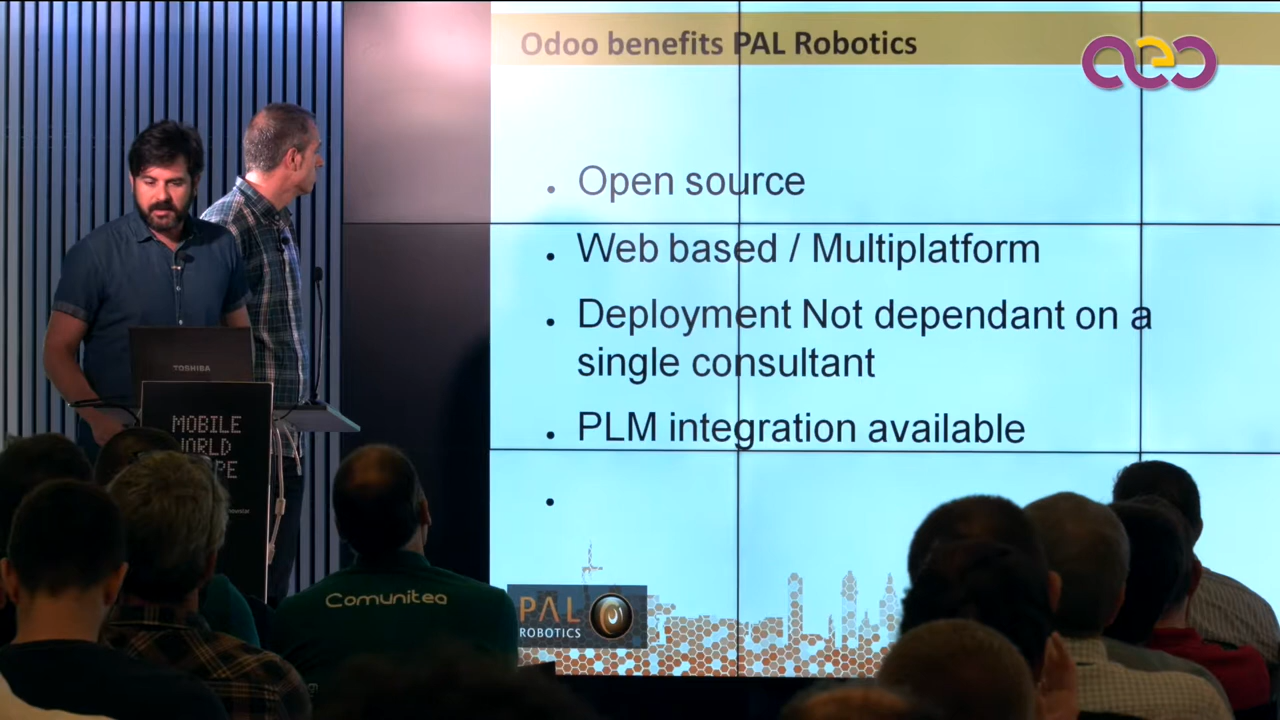 Odoo benefits PAL Robotics
aeo
Open source
Web based / Multiplatform
Deployment Not dependant on a
single consultant
PLM integration available
TOSHIBA
MOBILE
WORLD
Comunitea
PAL
ROBOTICS